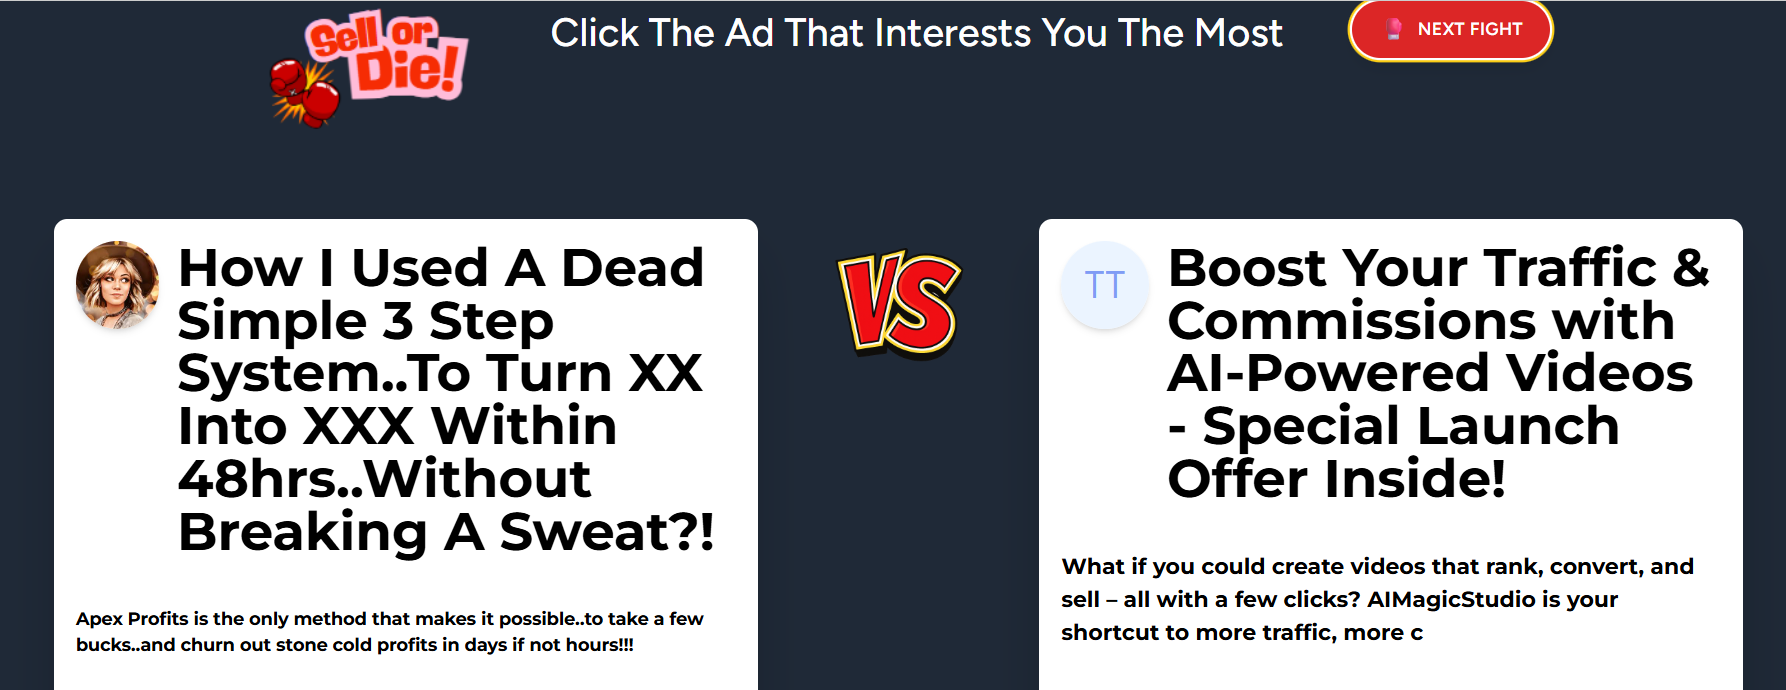 Sell or
Die!
Click The Ad That Interests You The Most
NEXT FIGHT
How I Used A Dead
Simple 3 Step
System..To Turn XX
Into XXX Within
48hrs..Without
Breaking A Sweat?!
Apex Profits is the only method that makes it possible..to take a few
bucks..and churn out stone cold profits in days if not hours!!!
VS
TT
Boost Your Traffic &
Commissions with
AI-Powered Videos
- Special Launch
Offer Inside!
What if you could create videos that rank, convert, and
sell – all with a few clicks? AIMagicStudio is your
shortcut to more traffic, more c